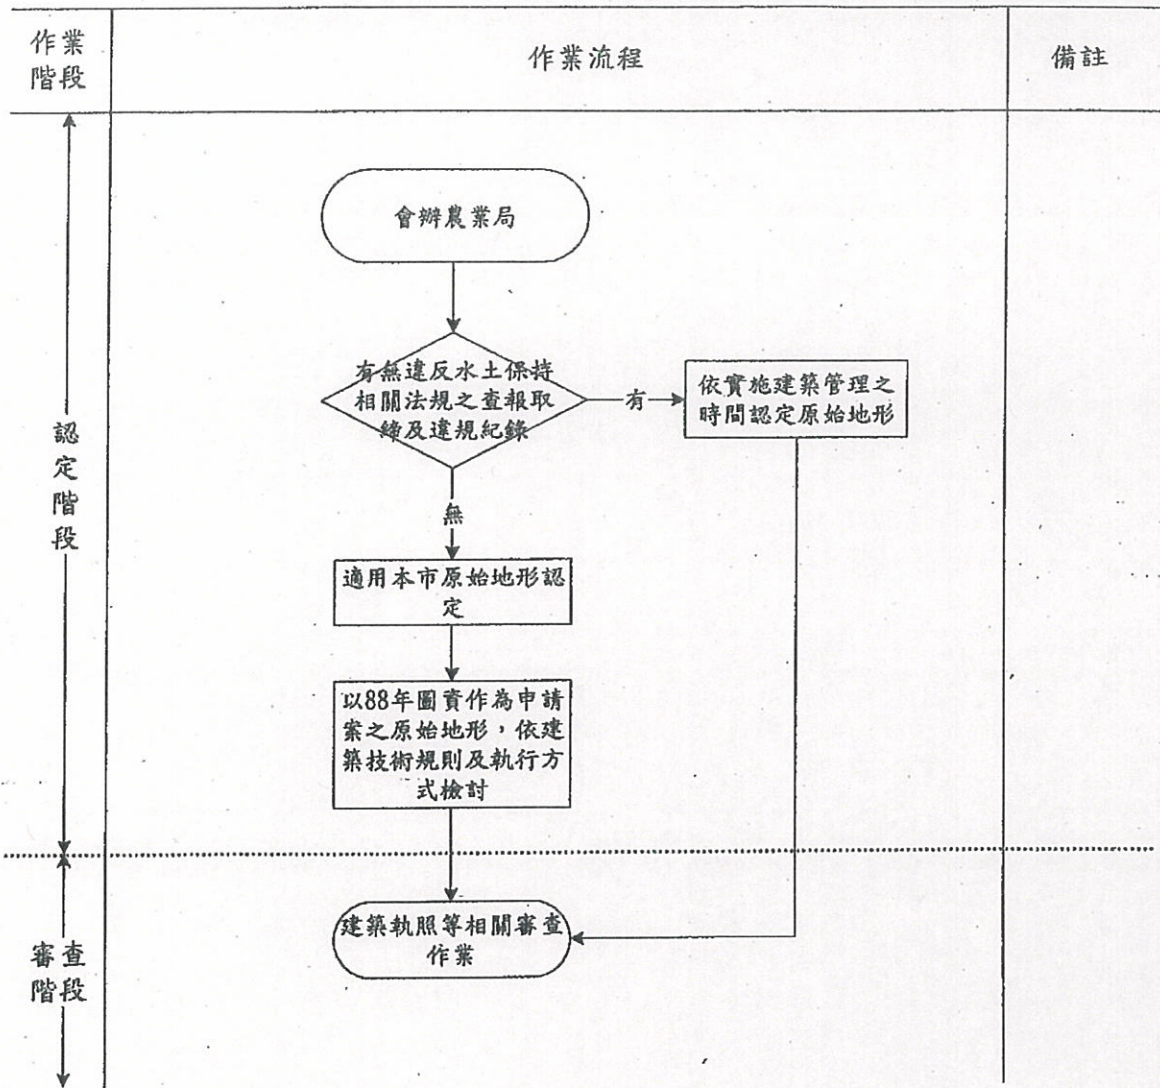 作業
階段
作業流程
備註
認定階段
會辦農業局
有無違反水土保持
相關法規之查報取
締及違規紀錄
有
依實施建築管理之
時間認定原始地形
無
適用本市原始地形認
定
以88年圖資作為申請
案之原始地形，依建
築技術規則及執行方
式檢討
審查
階段
建築執照等相關審查
作業